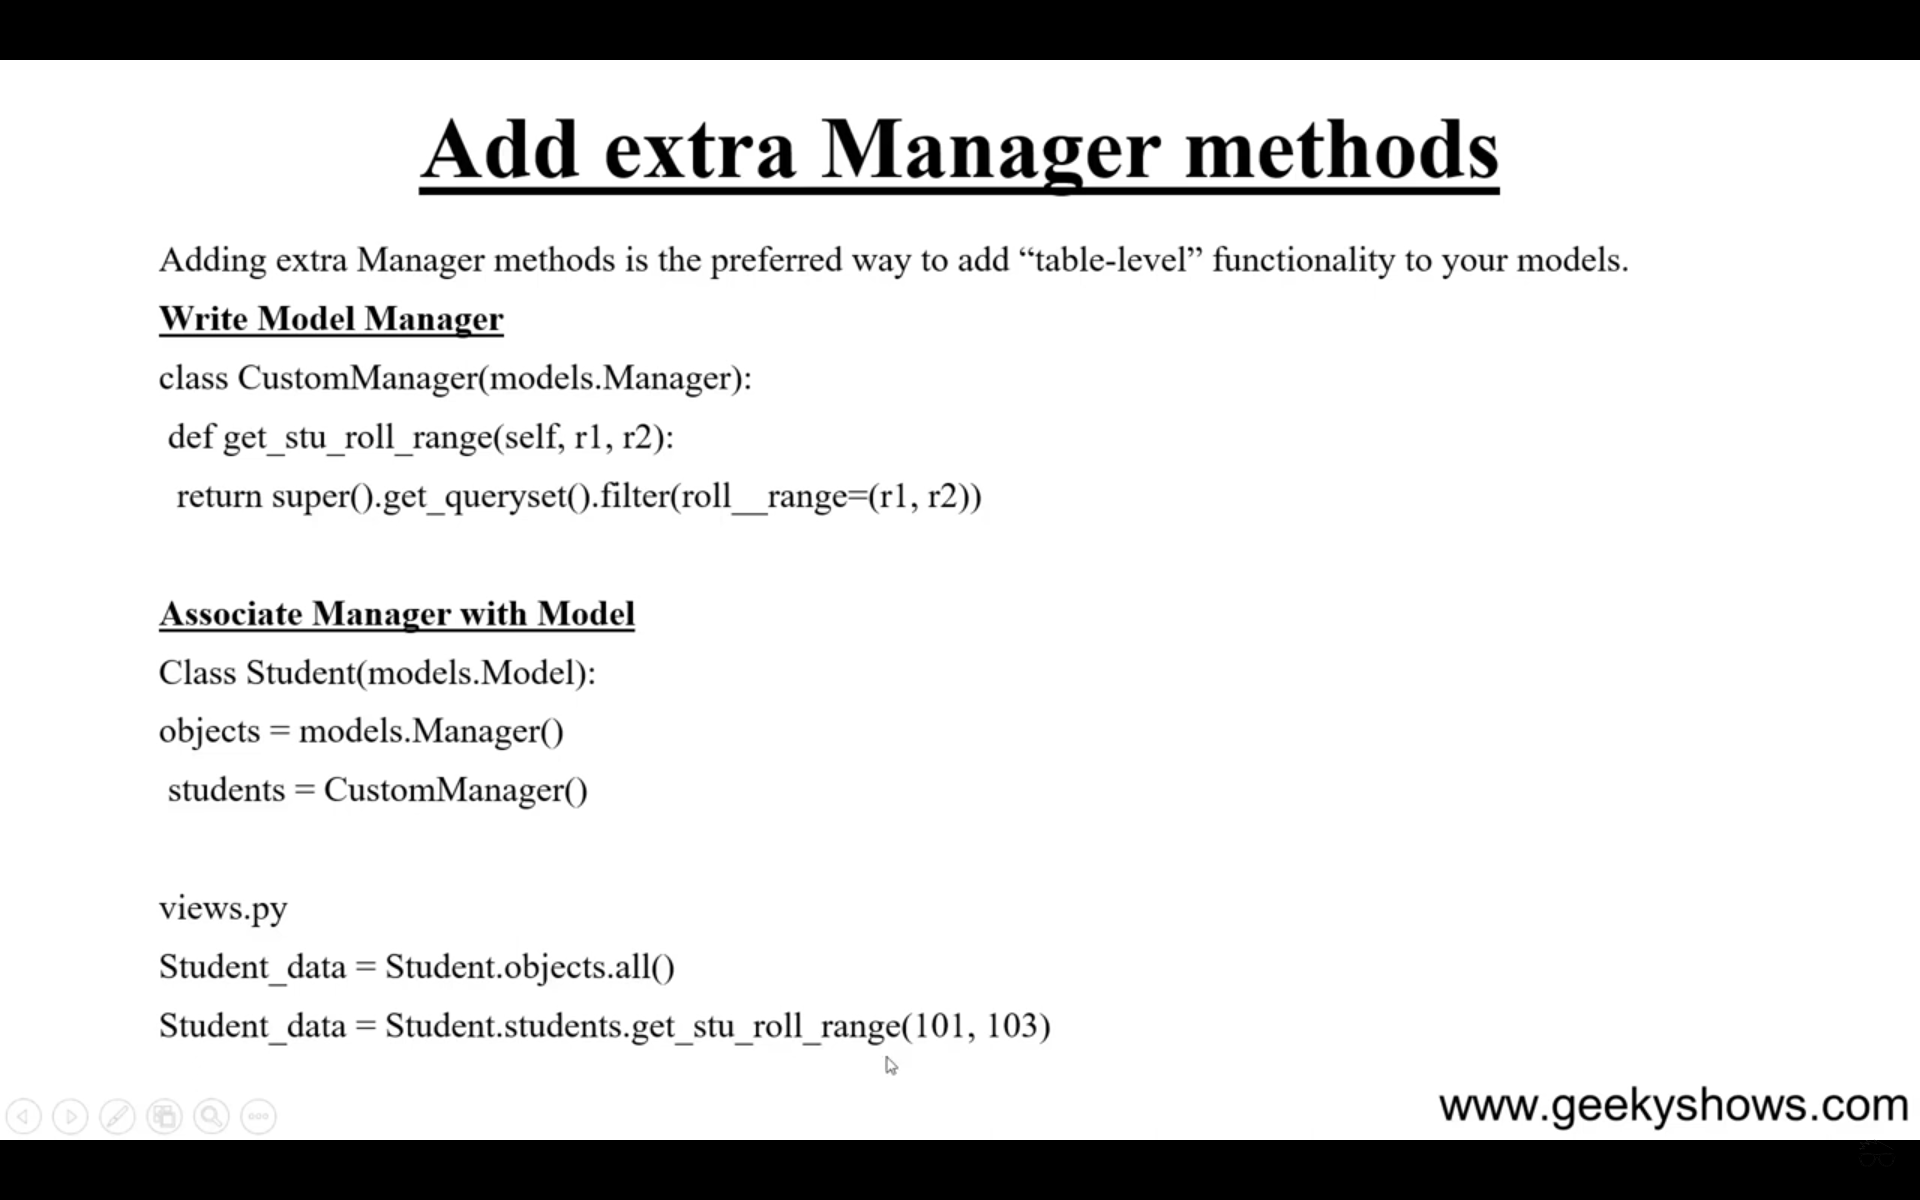 Add extra Manager methods
Adding extra Manager methods is the preferred way to add “table-level” functionality to your models.
Write Model Manager
class CustomManager(models.Manager):
def get_stu_roll_range(self, r1, r2):
return super().get_queryset().filter(roll__range=(r1, r2))
Associate Manager with Model
Class Student(models.Model):
objects = models.Manager()
students = CustomManager()
views.py
Student_data = Student.objects.all()
Student_data = Student.students.get_stu_roll_range(101, 103)
www.geekyshows.com